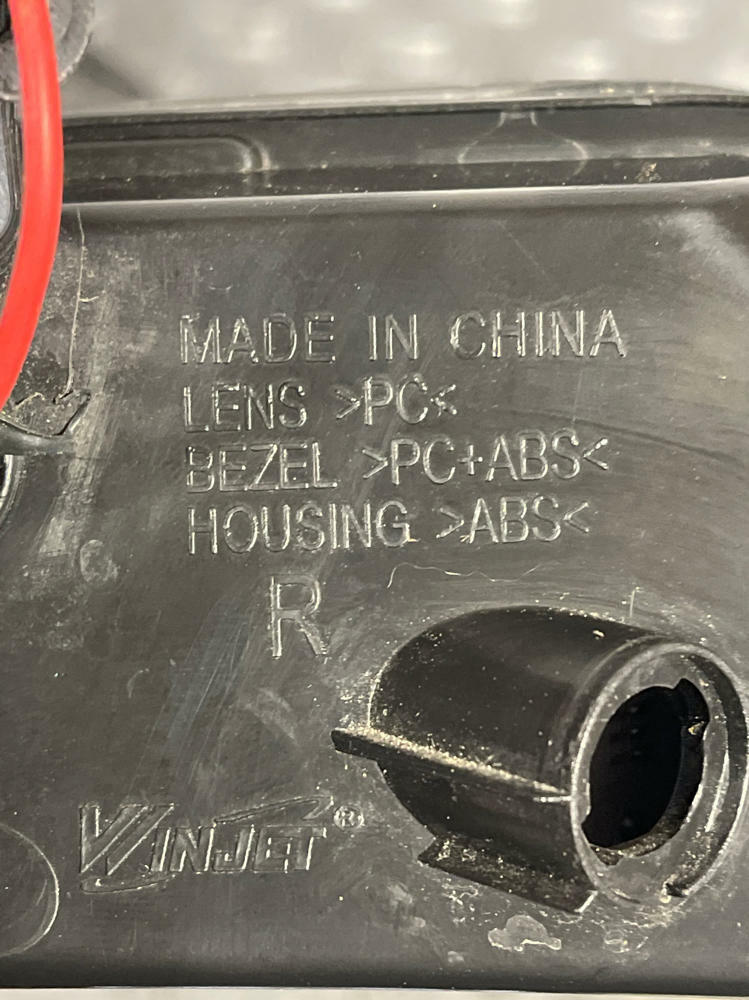 MADE IN CHINA
LENS >PC<
BEZEL >PC+ABS<
HOUSING >ABS<
R
WINJET®